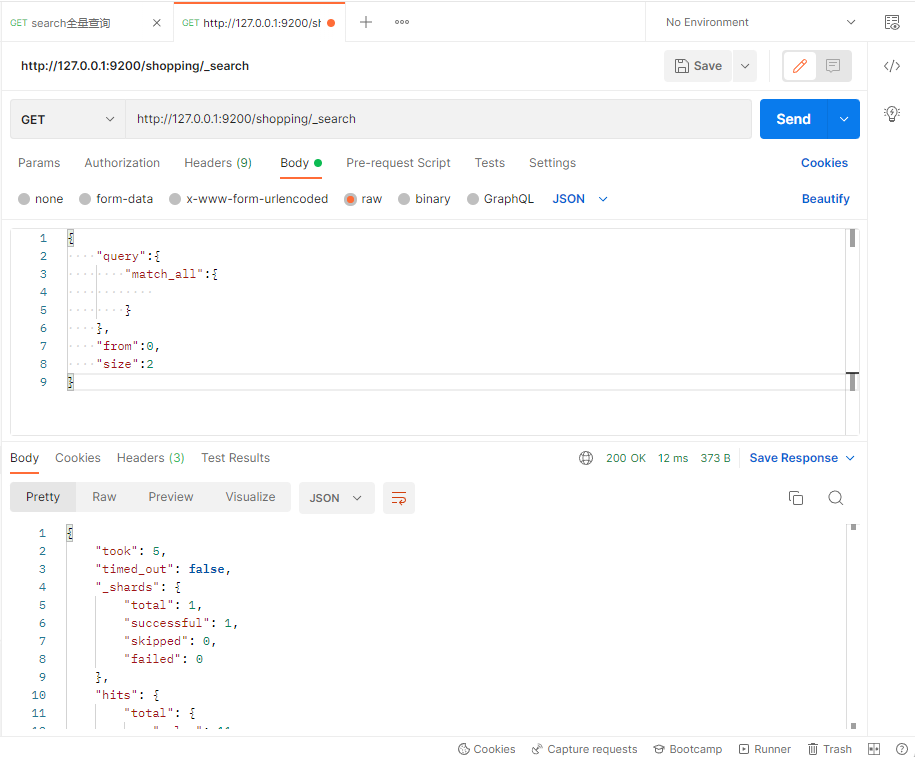 GET search全量查询
GET http://127.0.0.1:9200/sh
No Environment
http://127.0.0.1:9200/shopping/_search
Save
GET
http://127.0.0.1:9200/shopping/_search
Send
Params Authorization Headers (9) Body Pre-request Script Tests Settings Cookies
none form-data x-www-form-urlencoded raw binary GraphQL JSON Beautify
1 {
2 "query":{
3 "match_all":{
4
5 }
6 },
7 "from":0,
8 "size":2
9 }
Body Cookies Headers (3) Test Results 200 OK 12 ms 373 B Save Response
Pretty Raw Preview Visualize JSON
1 {
2 "took": 5,
3 "timed_out": false,
4 "_shards": {
5 "total": 1,
6 "successful": 1,
7 "skipped": 0,
8 "failed": 0
9 },
10 "hits": {
11 "total": {
Cookies Capture requests Bootcamp Runner Trash